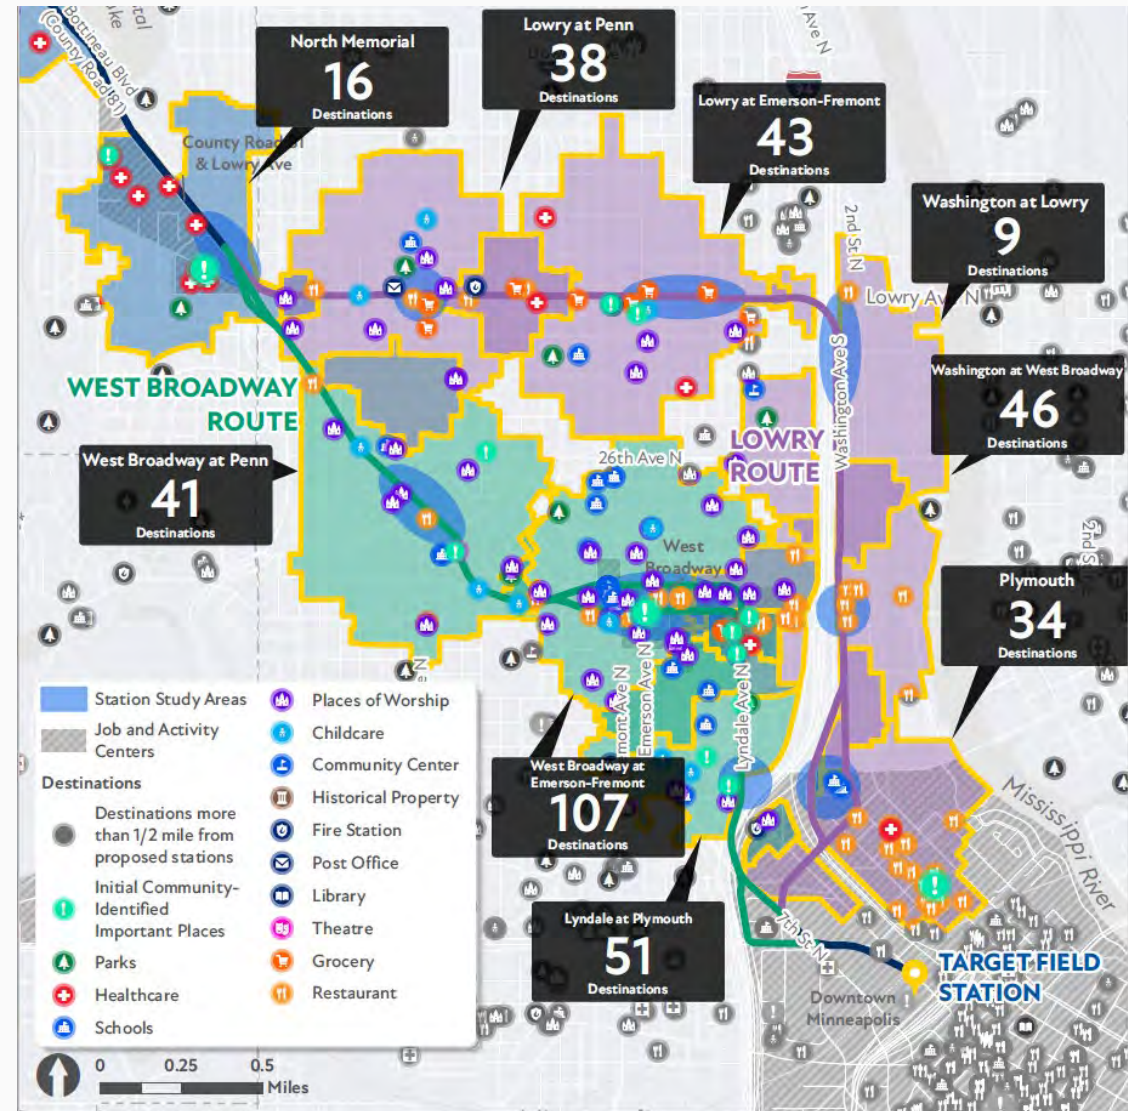 Bottineau Blvd
(County Road 81)
North Memorial
16
Destinations
Lowry at Penn
38
Destinations
Lowry at Emerson-Fremont
43
Destinations
Washington at Lowry
9
Destinations
Washington at West Broadway
46
Destinations
Plymouth
34
Destinations
West Broadway at Penn
41
Destinations
West Broadway at
Emerson-Fremont
107
Destinations
Lyndale at Plymouth
51
Destinations
& Lowry Ave
2nd St N
Lowry Ave N
Washington Ave S
WEST BROADWAY
ROUTE
LOWRY
ROUTE
26th Ave N
West
Broadway
mont Ave N
Emerson Ave N
Lyndale Ave N
7th St N
Mississippi River
TARGET FIELD
STATION
Downtown
Minneapolis
Station Study Areas
Job and Activity
Centers
Destinations
Destinations more
than 1/2 mile from
proposed stations
Initial Community-
Identified
Important Places
Parks
Healthcare
Schools
Places of Worship
Childcare
Community Center
Historical Property
Fire Station
Post Office
Library
Theatre
Grocery
Restaurant
0
0.25
0.5
Miles